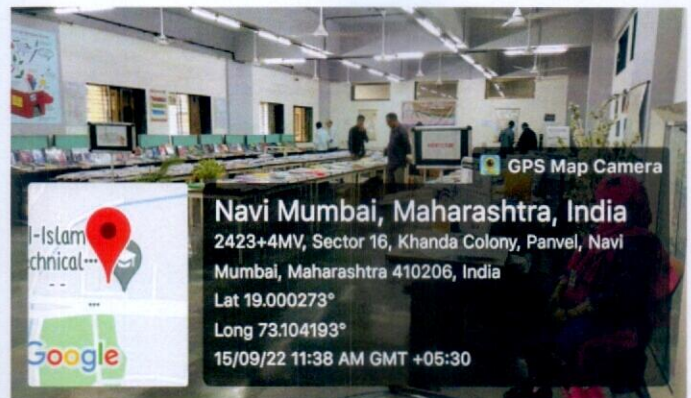 GPS Map Camera
Navi Mumbai, Maharashtra, India
2423+4MV, Sector 16, Khanda Colony, Panvel, Navi
Mumbai, Maharashtra 410206, India
Lat 19.000273°
Long 73.104193°
15/09/22 11:38 AM GMT +05:30
l-Islam
chnical...
Google